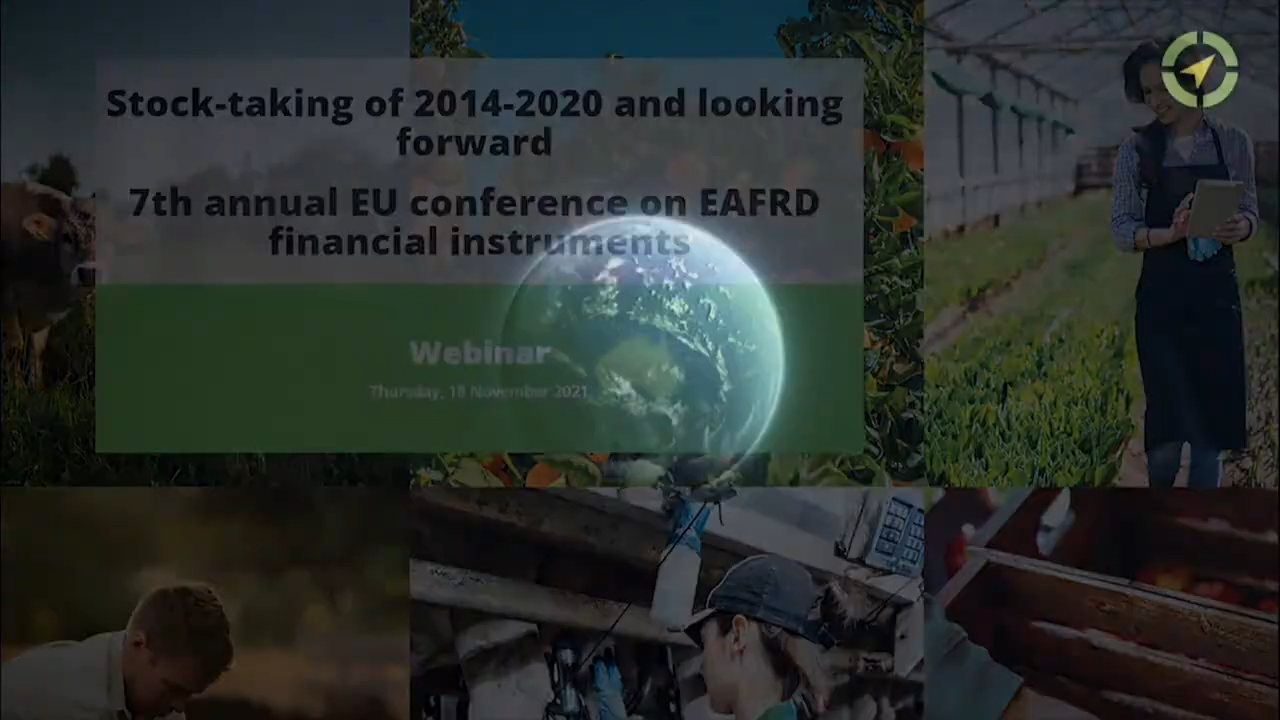 Stock-taking of 2014-2020 and looking
forward
7th annual EU conference on EAFRD
financial instruments
Webinar
Thursday, 18 November 2021